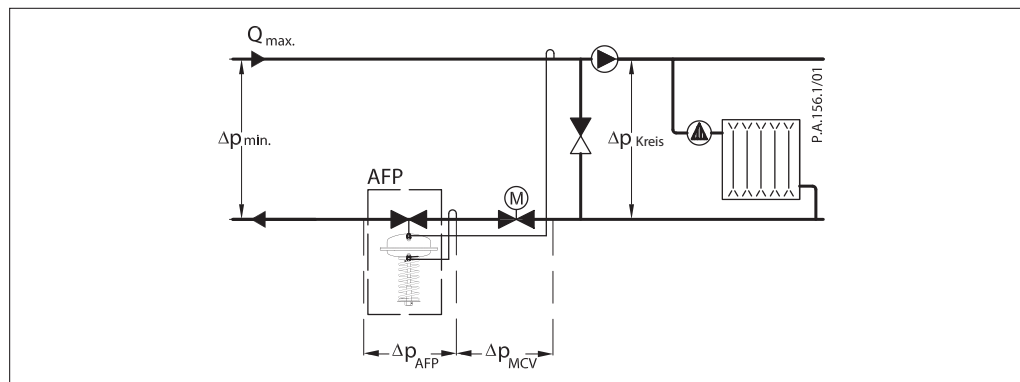 Q max.
Δp min.
AFP
M
Δp Kreis
P.A.156.1/01
Δp AFP
Δp MCV